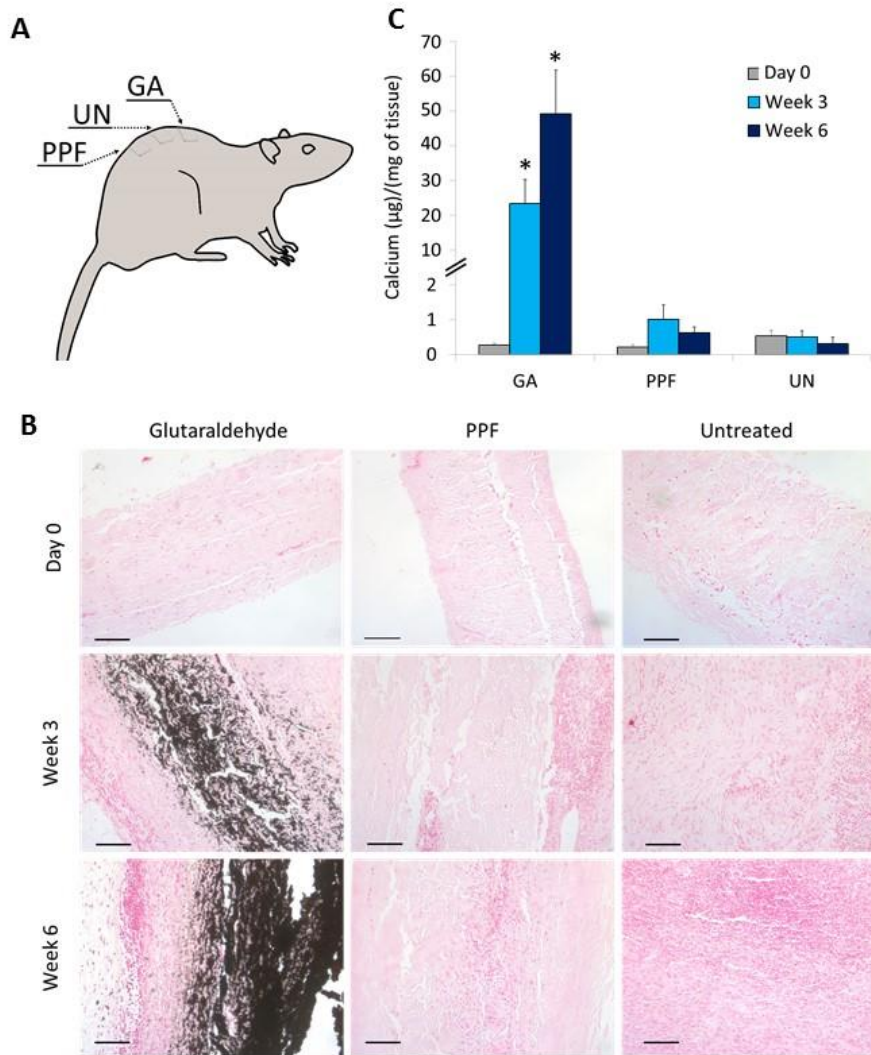 A
GA
UN
PPF
C
Calcium (µg)/(mg of tissue)
70
60
50
40
30
20
10
2
1
0
*
*
Day 0
Week 3
Week 6
GA PPF UN
B
Glutaraldehyde PPF Untreated
Day 0
Week 3
Week 6